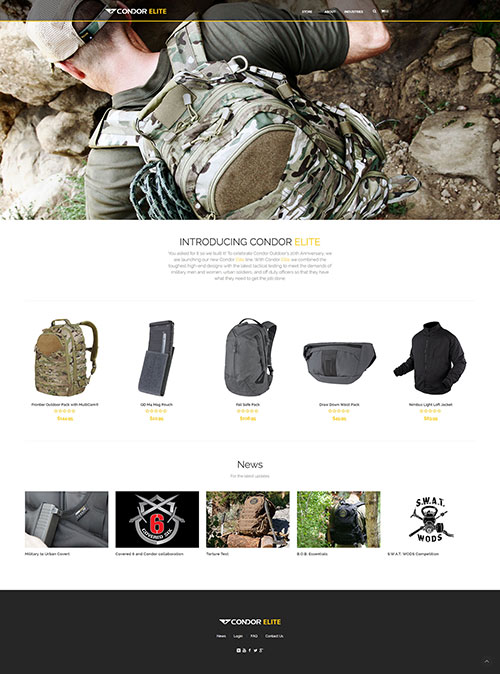 CONDOR ELITE
STORE ABOUT INDUSTRIES
INTRODUCING CONDOR ELITE
You asked for it so we built it! To celebrate Condor Outdoor's 20th Anniversary, we
are launching our new Condor Elite line. With Condor Elite we combined the
toughest high-end designs with the latest tactical testing to meet the demands of
military men and women, urban soldiers, and off duty officers so that they have
what they need to get the job done.
Frontier Outdoor Pack with MultiCam®
QD M4 Mag Pouch
Fail Safe Pack
Draw Down Waist Pack
Nimbus Light Loft Jacket
News
For the latest updates
6
COVERED SIX
S.W.A.T.
WODS
Military to Urban Covert
Covered 6 and Condor collaboration
Torture Test
B.O.B. Essentials
S.W.A.T. WODS Competition
CONDOR ELITE
News | Login | FAQ | Contact Us